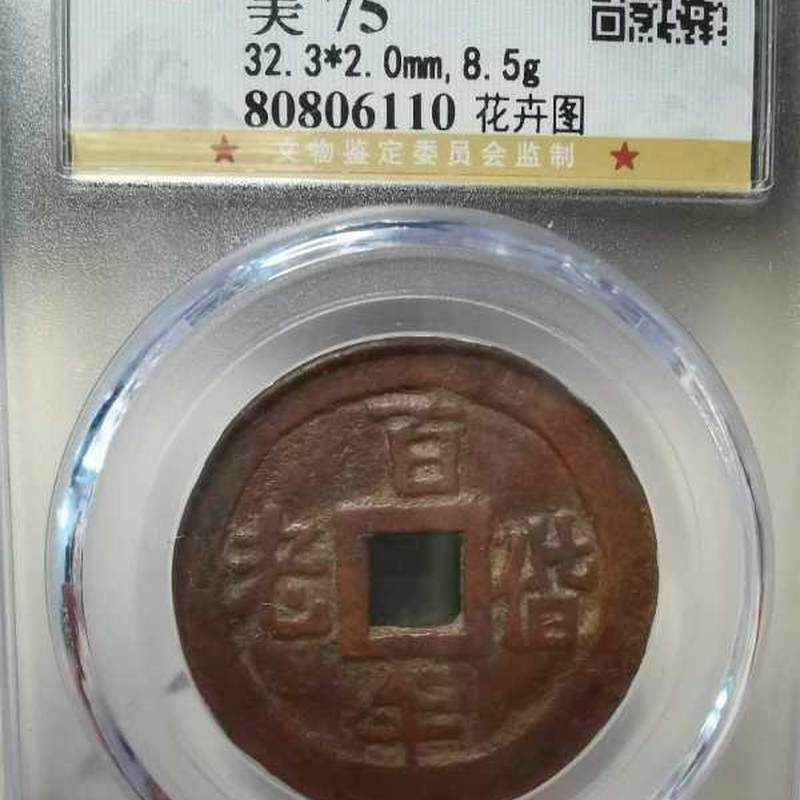 美 75
32.3*2.0mm,8.5g
80806110 花卉图
★ 文物鉴定委员会监制 ★
百年偕老